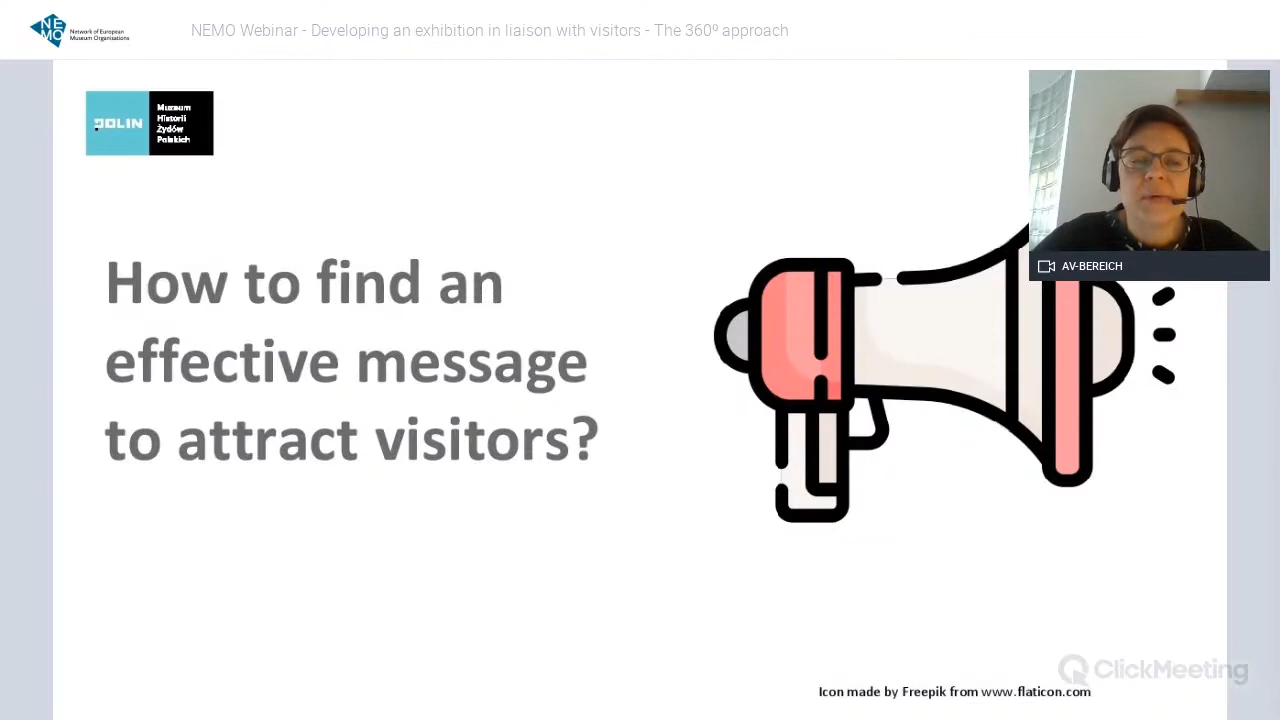 NEMO
Network of European
Museum Organisations
NEMO Webinar - Developing an exhibition in liaison with visitors - The 360º approach
POLIN
Muzeum
Historii
Żydów
Polskich
AV-BEREICH
How to find an
effective message
to attract visitors?
ClickMeeting
Icon made by Freepik from www.flaticon.com